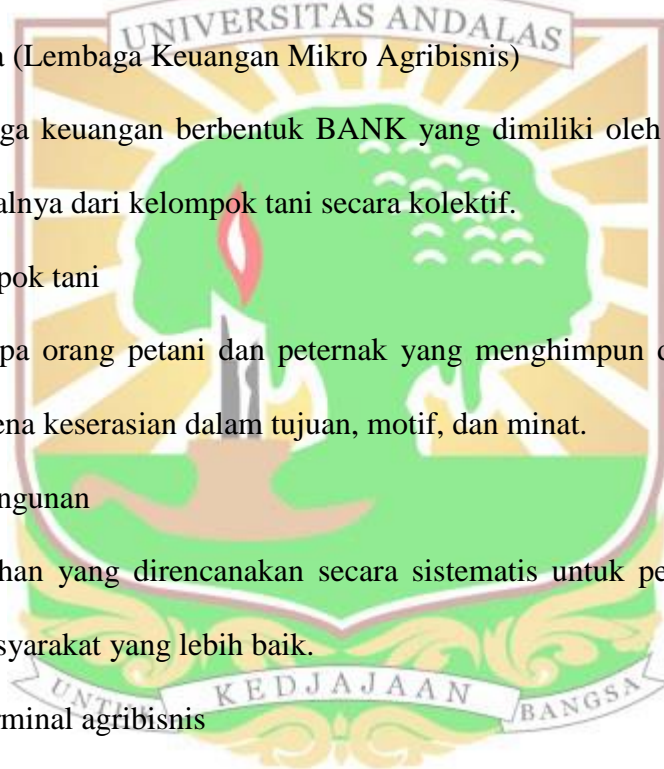 UNIVERSITAS ANDALAS
a (Lembaga Keuangan Mikro Agribisnis)
ga keuangan berbentuk BANK yang dimiliki oleh
alnya dari kelompok tani secara kolektif.
pok tani
pa orang petani dan peternak yang menghimpun d
ena keserasian dalam tujuan, motif, dan minat.
ngunan
han yang direncanakan secara sistematis untuk pe
syarakat yang lebih baik.
UNTUK KEDJAJAAN BANGSA
rminal agribisnis